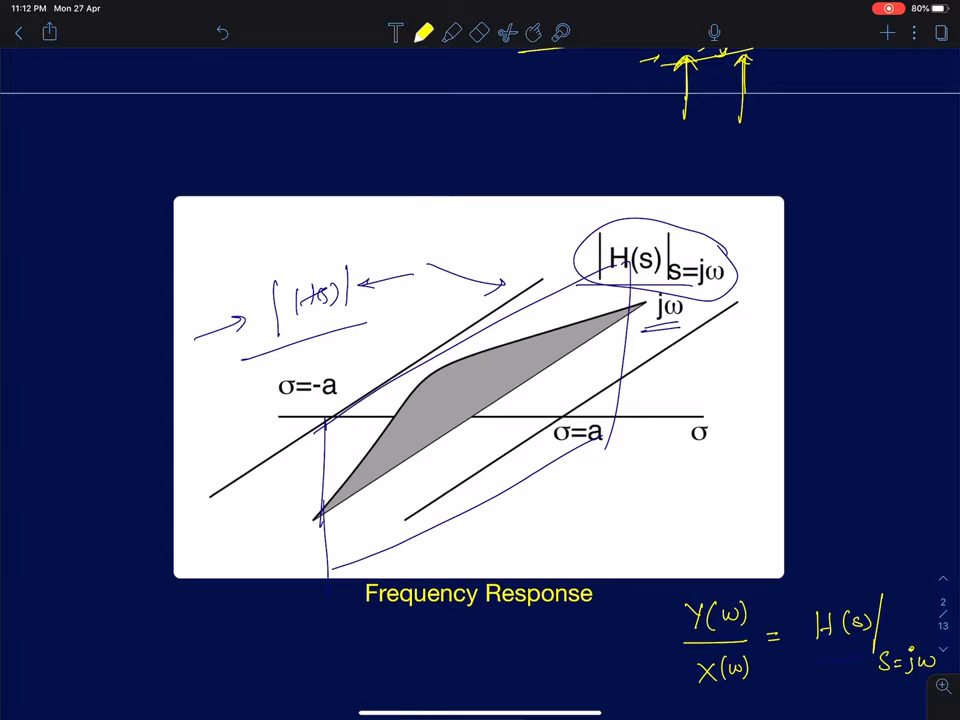 11:12 PM Mon 27 Apr
80%
T
|H(s)|s=jω
|H(s)|
jω
σ=-a
σ=a
σ
Frequency Response
Y(ω)
X(ω)
=
H(s)|s=jω
2
/
13